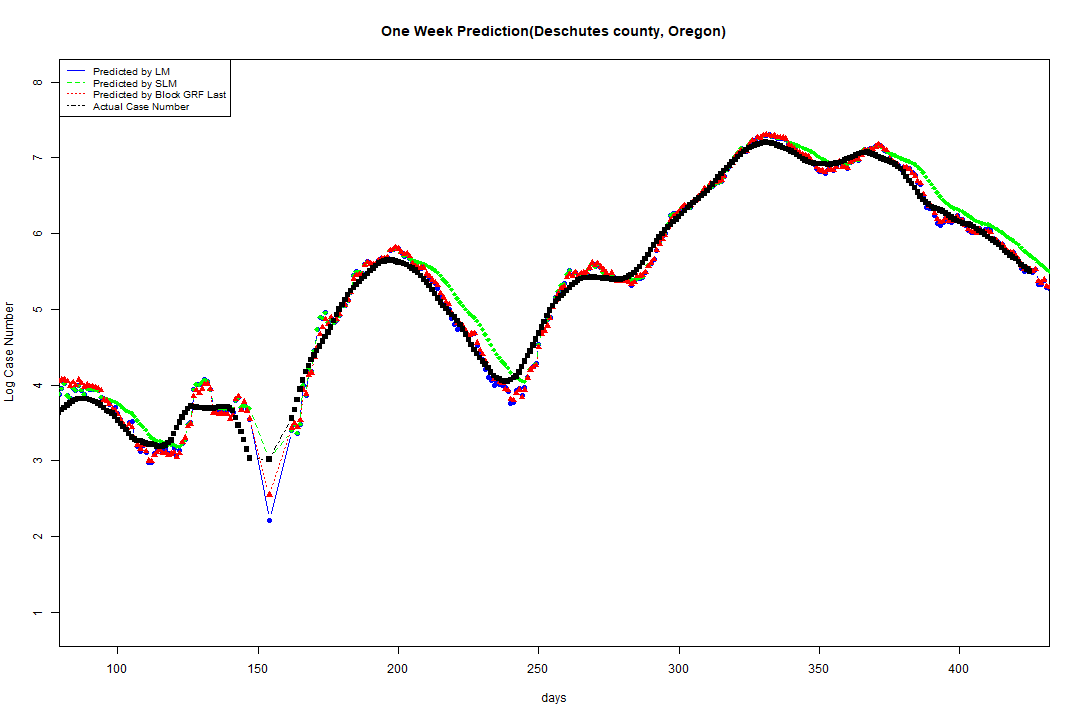 One Week Prediction(Deschutes county, Oregon)
Predicted by LM
Predicted by SLM
Predicted by Block GRF Last
Actual Case Number
8
7
6
5
4
3
2
1
Log Case Number
100 150 200 250 300 350 400
days